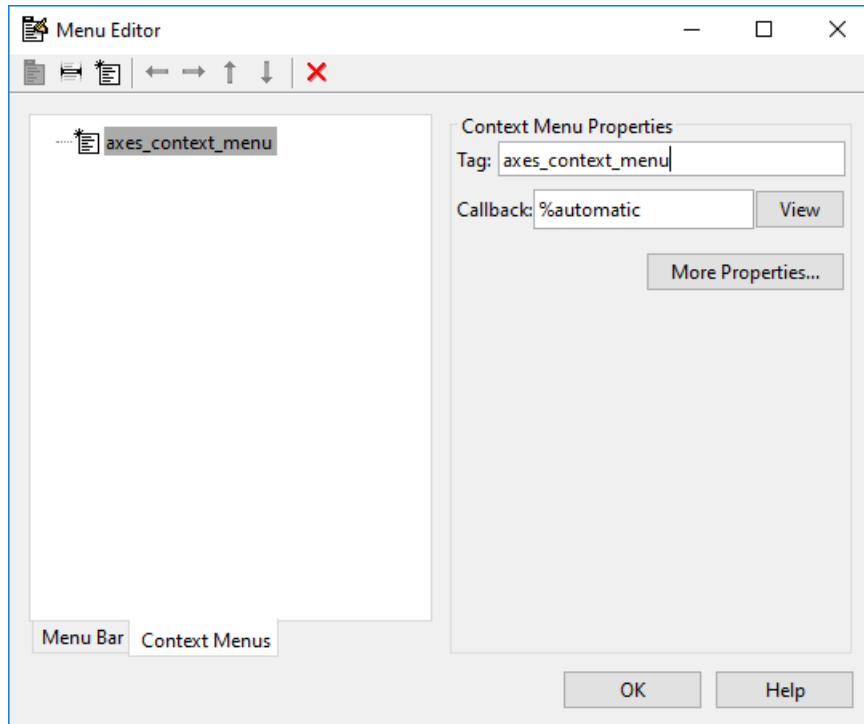 Menu Editor
axes_context_menu
Context Menu Properties
Tag: axes_context_menu
Callback: %automatic View
More Properties...
Menu Bar Context Menus
OK Help